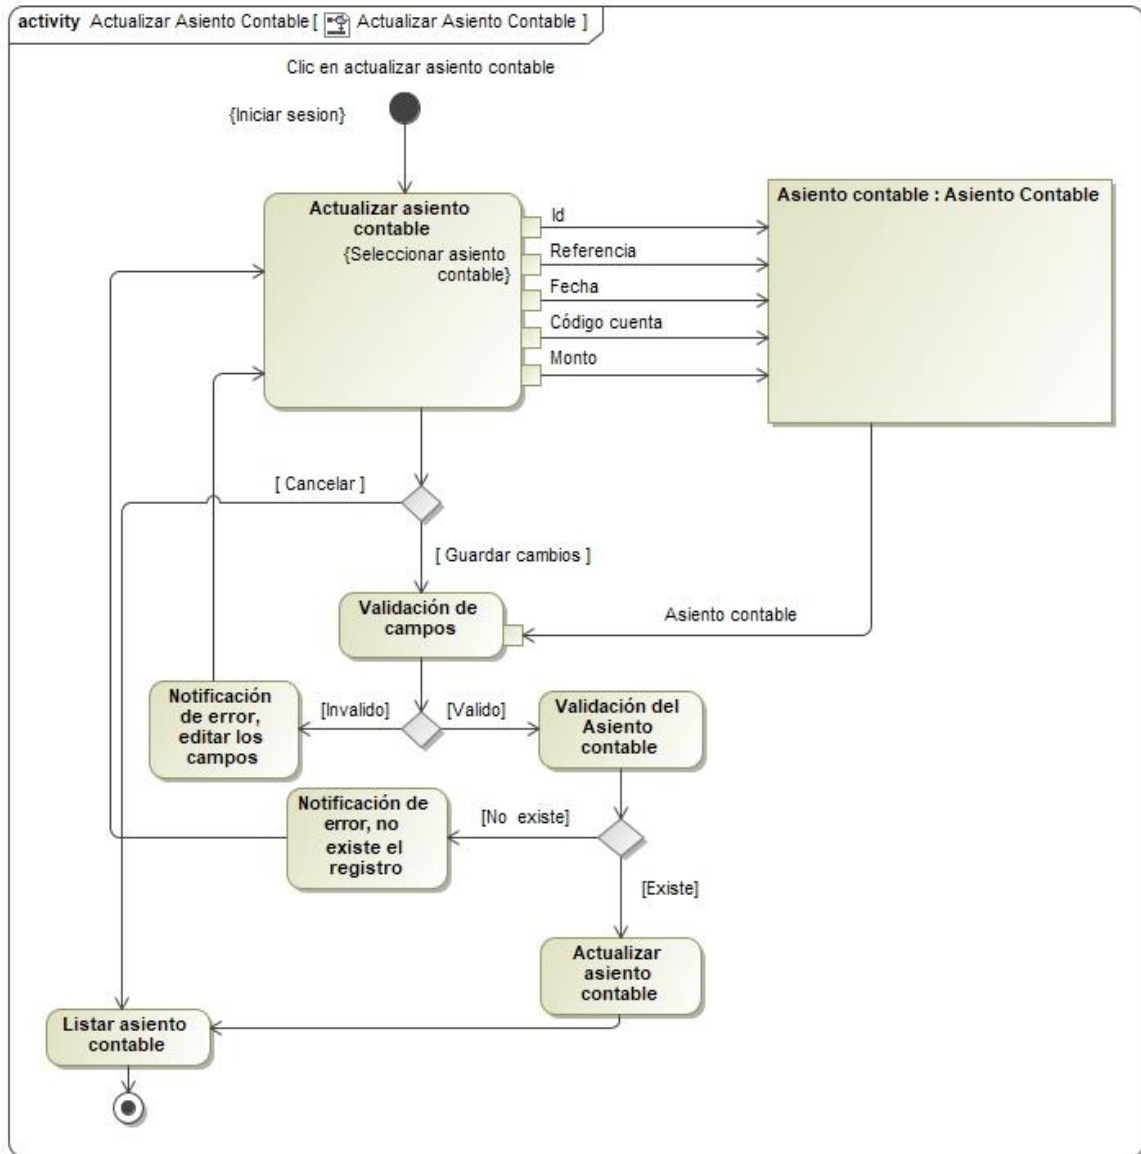 activity Actualizar Asiento Contable [ Actualizar Asiento Contable ]
Clic en actualizar asiento contable
{Iniciar sesion}
Actualizar asiento
contable
{Seleccionar asiento
contable}
Id
Referencia
Fecha
Código cuenta
Monto
Asiento contable : Asiento Contable
[ Cancelar ]
[ Guardar cambios ]
Validación de
campos
Asiento contable
Notificación
de error,
editar los
campos
[Invalido]
[Valido]
Validación del
Asiento
contable
Notificación de
error, no
existe el
registro
[No existe]
[Existe]
Actualizar
asiento
contable
Listar asiento
contable